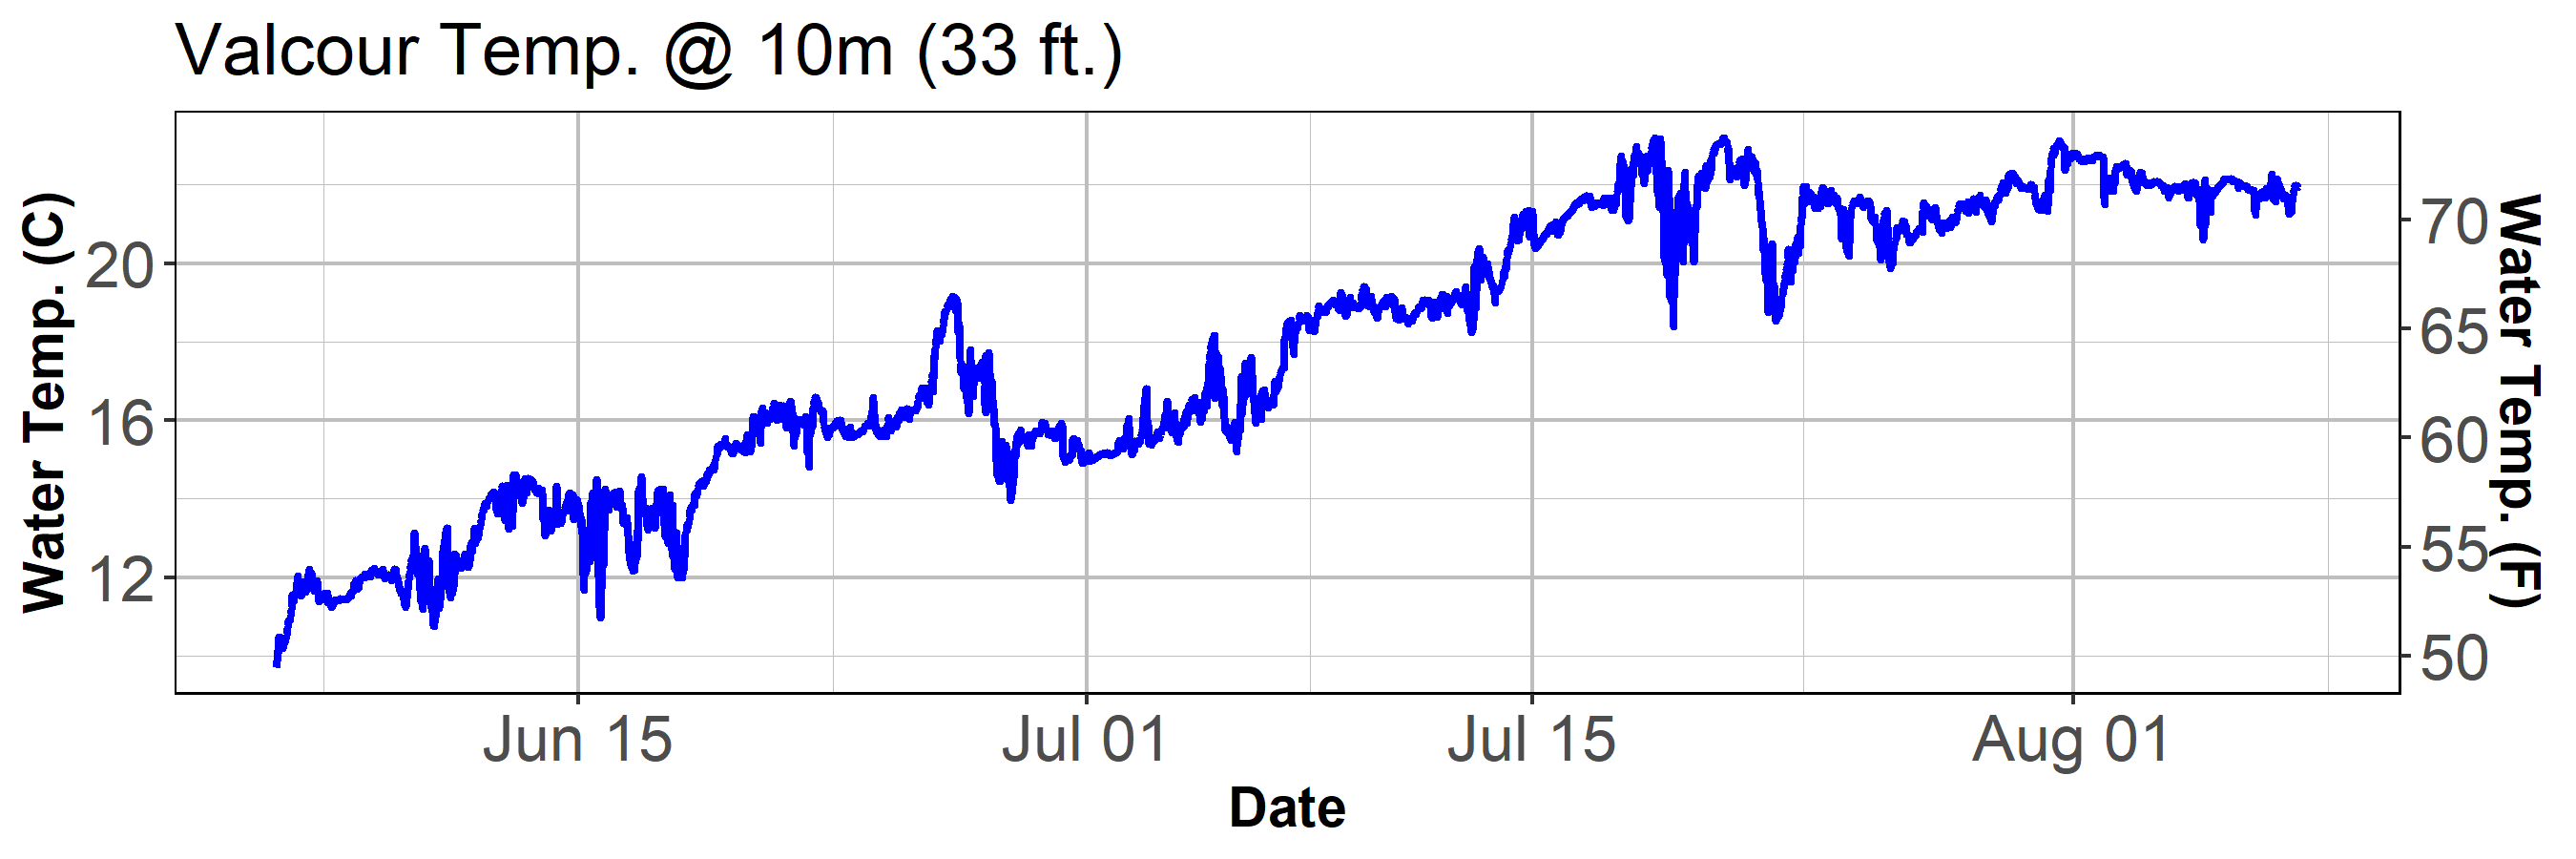 Valcour Temp. @ 10m (33 ft.)
Water Temp. (C)
20
16
12
70
65
60
55
50
Water Temp. (F)
Jun 15
Jul 01
Jul 15
Aug 01
Date